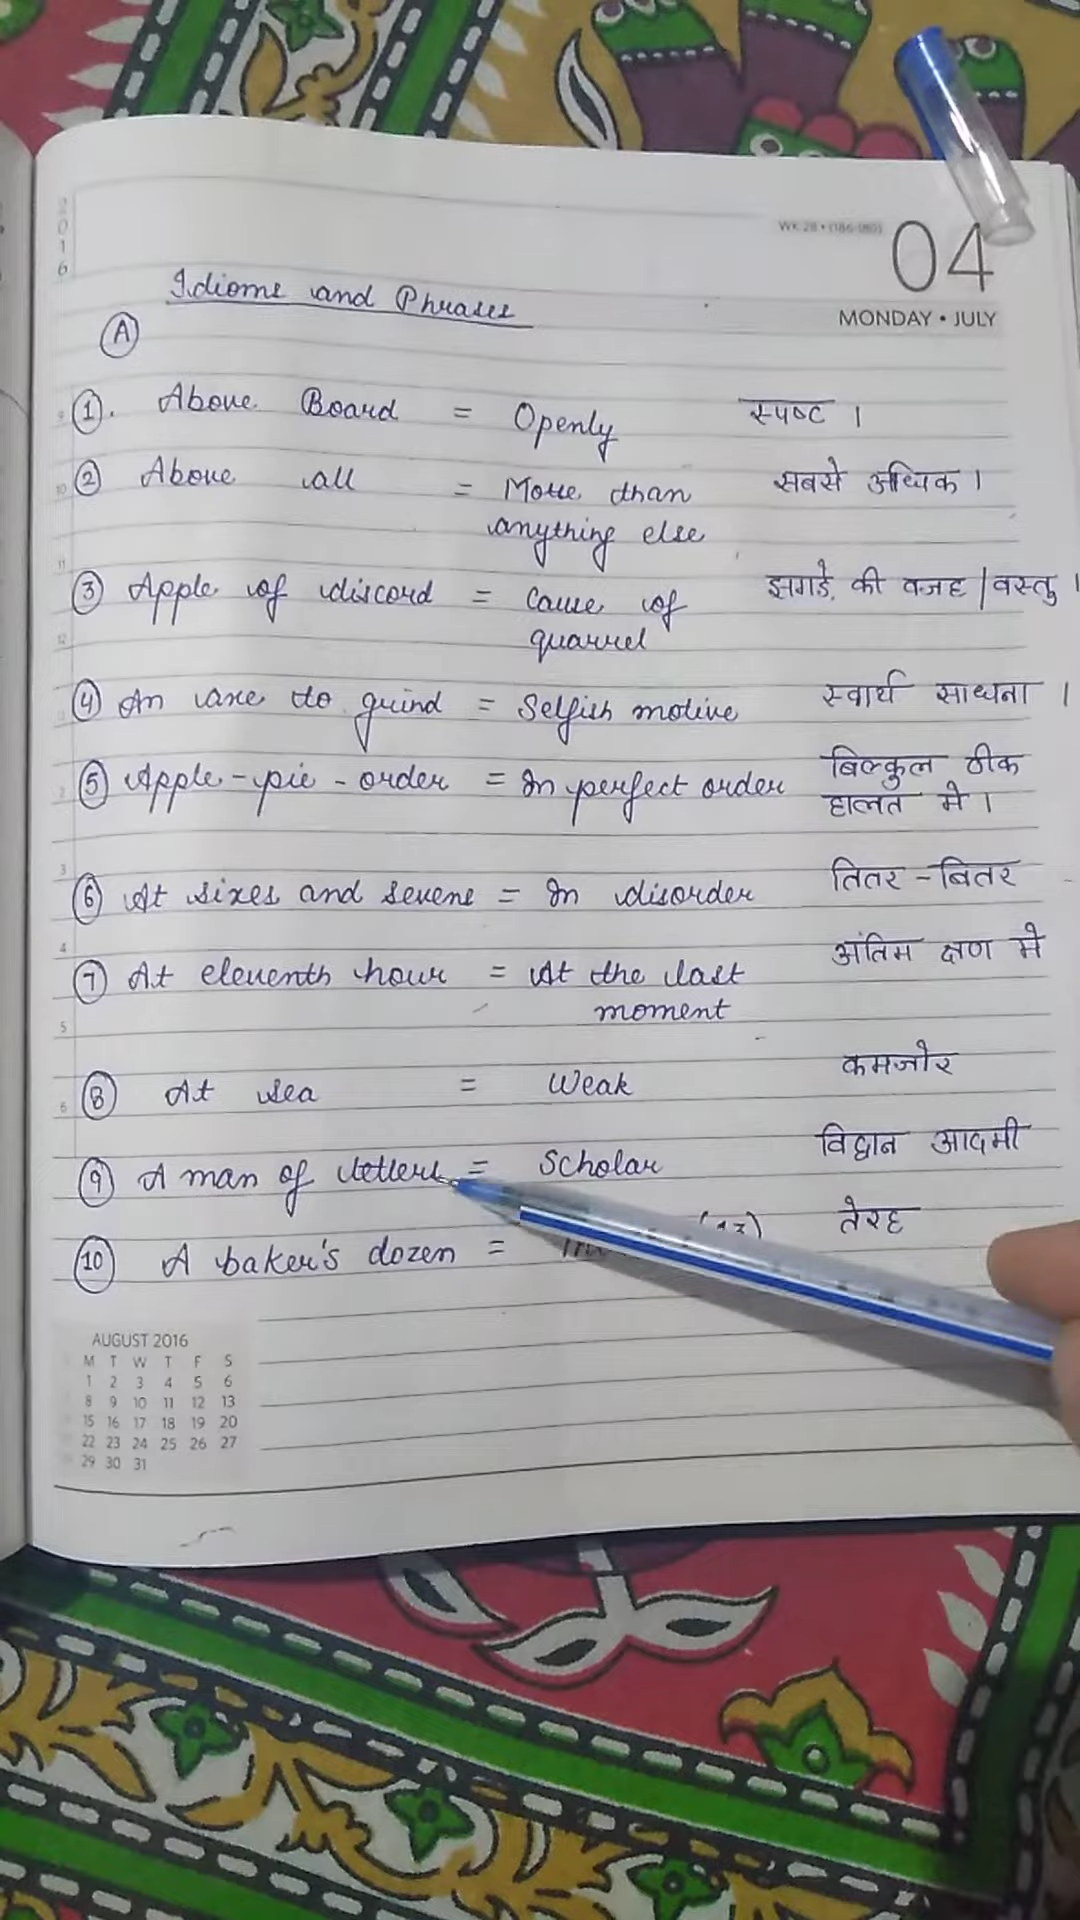 2016
WK 28 • (186-180)
04
MONDAY • JULY
Idioms and Phrases
A
1. Above Board = Openly स्पष्ट ।
2 Above all = More than सबसे अधिक ।
anything else
3 Apple of discord = Cause of झगड़े की वजह / वस्तु ।
quarrel
4 An axe to grind = Selfish motive स्वार्थ साधना ।
5 Apple-pie-order = In perfect order बिल्कुल ठीक
हालत मे ।
6 At sixes and sevens = In disorder तितर-बितर
7 At eleventh hour = At the last अंतिम क्षण मे
moment
8 At sea = Weak कमजोर
9 A man of letters = Scholar विद्वान आदमी
10 A baker's dozen = (13) तेरह
AUGUST 2016
M T W T F S
1 2 3 4 5 6
8 9 10 11 12 13
15 16 17 18 19 20
22 23 24 25 26 27
29 30 31